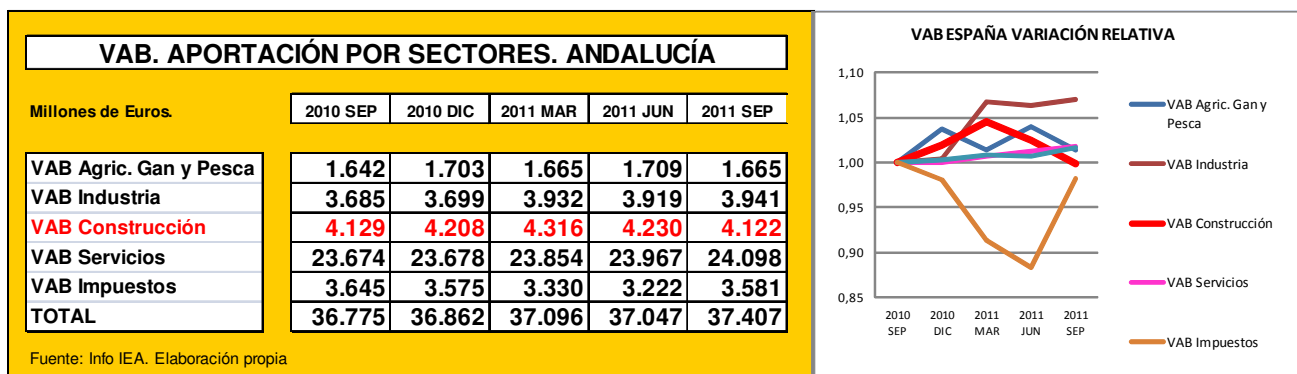 VAB. APORTACIÓN POR SECTORES. ANDALUCÍA
Millones de Euros. 2010 SEP 2010 DIC 2011 MAR 2011 JUN 2011 SEP
VAB Agric. Gan y Pesca 1.642 1.703 1.665 1.709 1.665
VAB Industria 3.685 3.699 3.932 3.919 3.941
VAB Construcción 4.129 4.208 4.316 4.230 4.122
VAB Servicios 23.674 23.678 23.854 23.967 24.098
VAB Impuestos 3.645 3.575 3.330 3.222 3.581
TOTAL 36.775 36.862 37.096 37.047 37.407
Fuente: Info IEA. Elaboración propia
VAB ESPAÑA VARIACIÓN RELATIVA
1,10
1,05
1,00
0,95
0,90
0,85
2010 2010 2011 2011 2011
SEP DIC MAR JUN SEP
VAB Agric. Gan y
Pesca
VAB Industria
VAB Construcción
VAB Servicios
VAB Impuestos